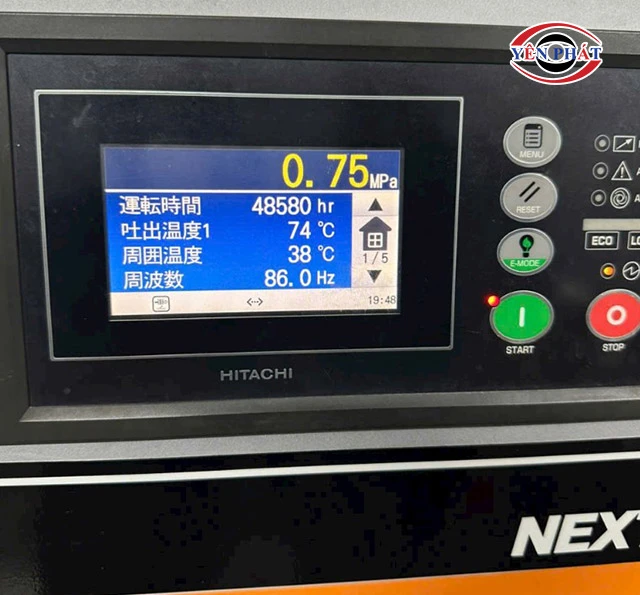 YÊN PHÁT
0.75 MPa
運転時間 48580 hr
吐出温度1 74 ℃
周囲温度 38 ℃
周波数 86.0 Hz
1/5
19:48
MENU
RESET
E-MODE
ECO
START
STOP
HITACHI
NEXT